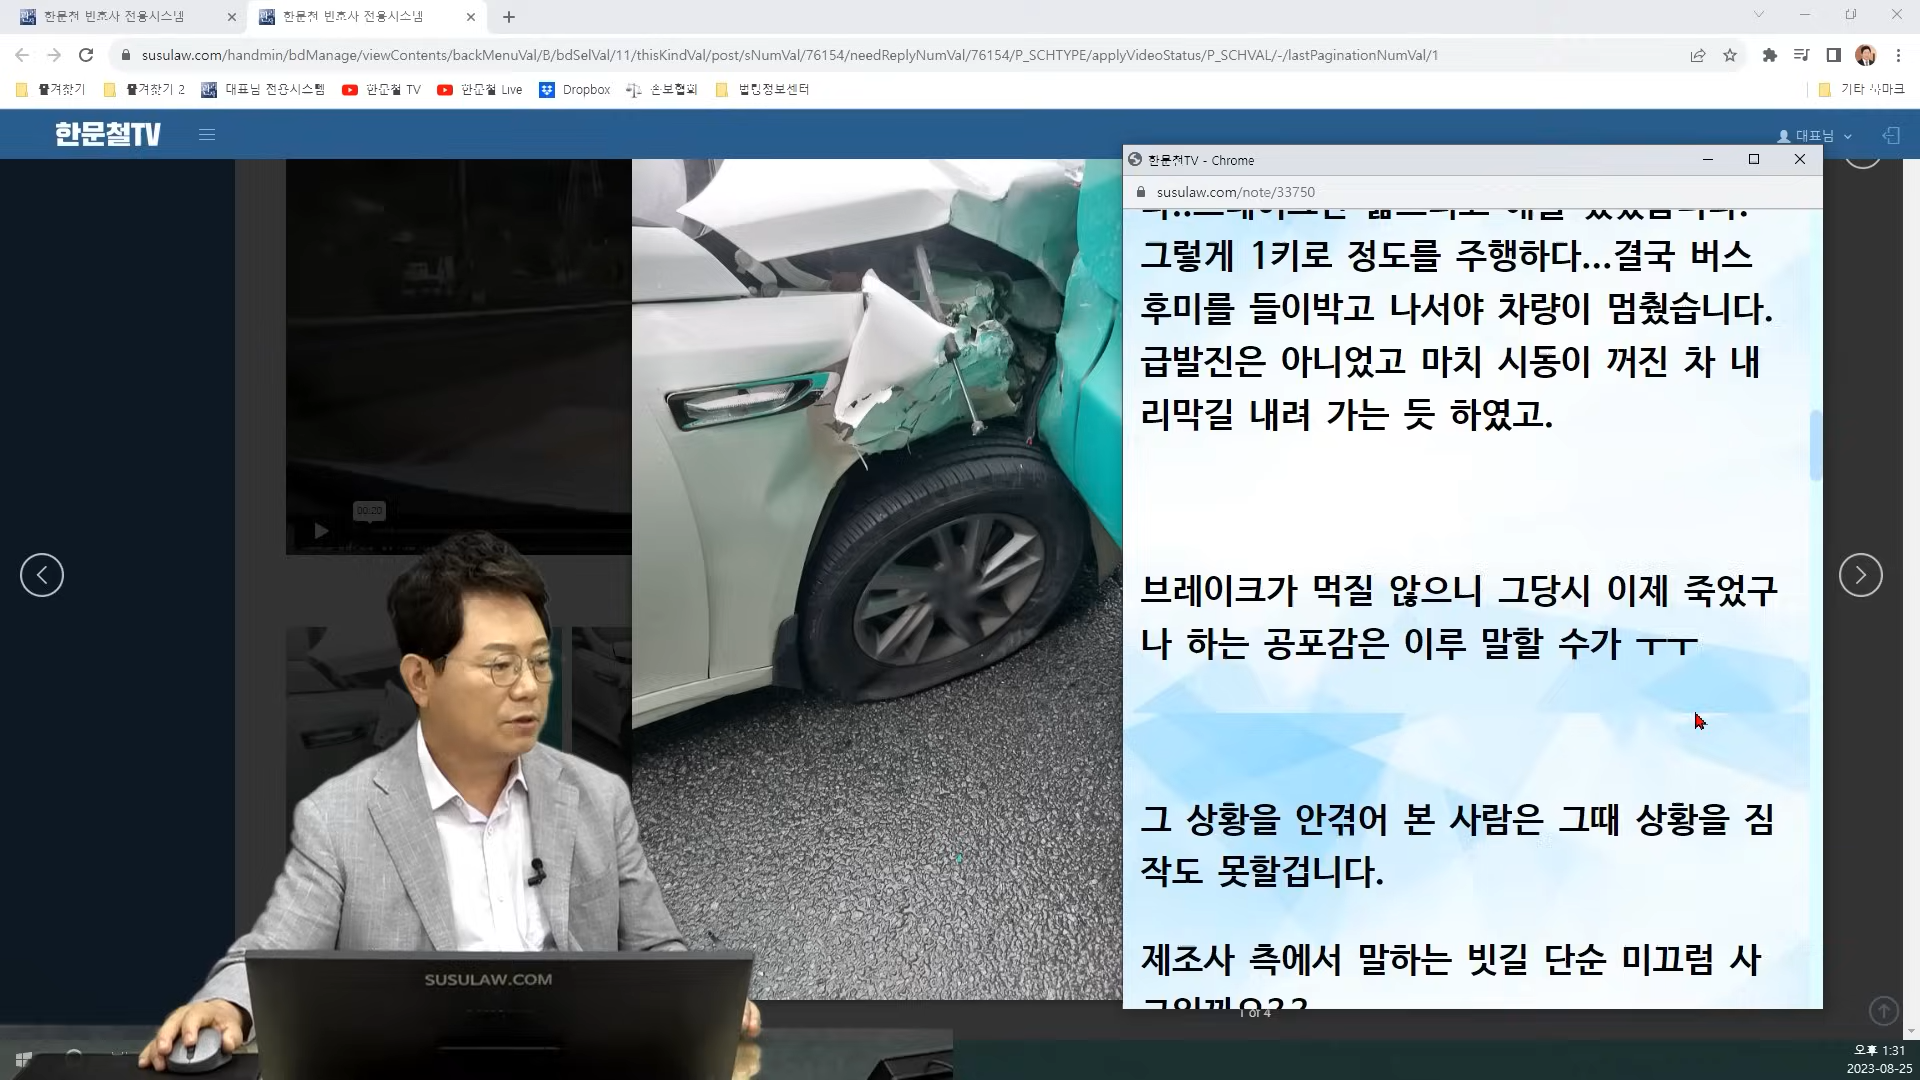 한문철 변호사 전용시스템
한문철 변호사 전용시스템
susulaw.com/handmin/bdManage/viewContents/backMenuVal/B/bdSelVal/11/thisKindVal/post/sNumVal/76154/needReplyNumVal/76154/P_SCHTYPE/applyVideoStatus/P_SCHVAL/-/lastPaginationNumVal/1
즐겨찾기
즐겨찾기 2
대표님 전용시스템
한문철 TV
한문철 Live
Dropbox
손보협회
법령정보센터
기타 북마크
한문철TV
대표님
한문철TV - Chrome
susulaw.com/note/33750
그렇게 1키로 정도를 주행하다...결국 버스
후미를 들이박고 나서야 차량이 멈췄습니다.
급발진은 아니었고 마치 시동이 꺼진 차 내
리막길 내려 가는 듯 하였고.
브레이크가 먹질 않으니 그당시 이제 죽었구
나 하는 공포감은 이루 말할 수가 ㅜㅜ
그 상황을 안겪어 본 사람은 그때 상황을 짐
작도 못할겁니다.
제조사 측에서 말하는 빗길 단순 미끄럼 사
00:20
SUSULAW.COM
1 of 4
오후 1:31
2023-08-25